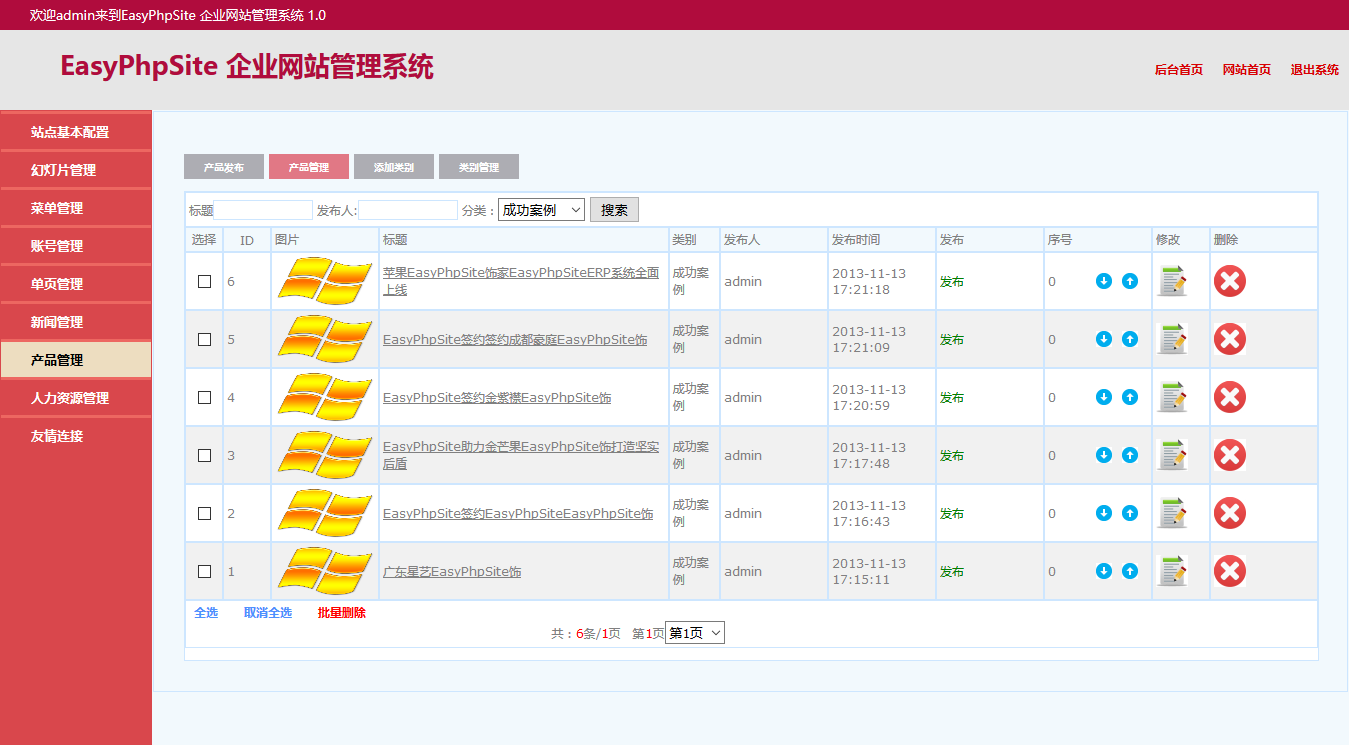 欢迎admin来到EasyPhpSite 企业网站管理系统 1.0
EasyPhpSite 企业网站管理系统
后台首页 网站首页 退出系统
站点基本配置
幻灯片管理
菜单管理
账号管理
单页管理
新闻管理
产品管理
人力资源管理
友情连接
产品发布 产品管理 添加类别 类别管理
标题 发布人: 分类： 成功案例 搜索
选择 ID 图片 标题 类别 发布人 发布时间 发布 序号 修改 删除
6 苹果EasyPhpSite饰家EasyPhpSiteERP系统全面上线 成功案例 admin 2013-11-13 17:21:18 发布 0
5 EasyPhpSite签约签约成都豪庭EasyPhpSite饰 成功案例 admin 2013-11-13 17:21:09 发布 0
4 EasyPhpSite签约金紫襟EasyPhpSite饰 成功案例 admin 2013-11-13 17:20:59 发布 0
3 EasyPhpSite助力金芒果EasyPhpSite饰打造坚实后盾 成功案例 admin 2013-11-13 17:17:48 发布 0
2 EasyPhpSite签约EasyPhpSiteEasyPhpSite饰 成功案例 admin 2013-11-13 17:16:43 发布 0
1 广东星艺EasyPhpSite饰 成功案例 admin 2013-11-13 17:15:11 发布 0
全选 取消全选 批量删除
共：6条/1页 第1页 第1页